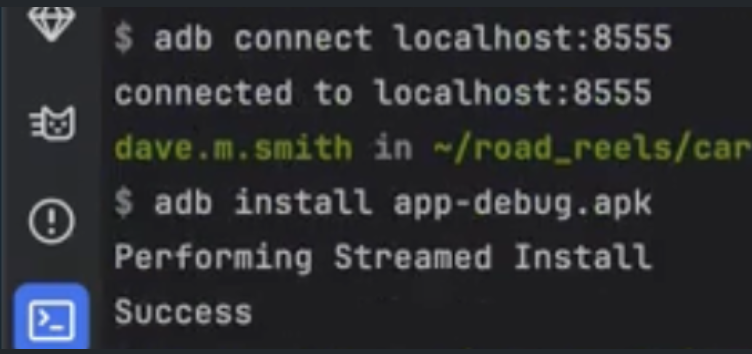 $ adb connect localhost:8555
connected to localhost:8555
dave.m.smith in ~/road_reels/car
$ adb install app-debug.apk
Performing Streamed Install
Success